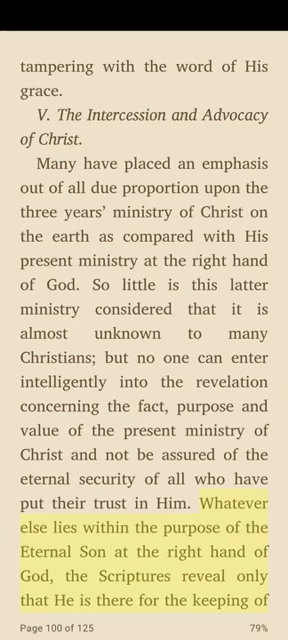 tampering with the word of His
grace.
V. The Intercession and Advocacy
of Christ.
Many have placed an emphasis
out of all due proportion upon the
three years’ ministry of Christ on
the earth as compared with His
present ministry at the right hand
of God. So little is this latter
ministry considered that it is
almost unknown to many
Christians; but no one can enter
intelligently into the revelation
concerning the fact, purpose and
value of the present ministry of
Christ and not be assured of the
eternal security of all who have
put their trust in Him. Whatever
else lies within the purpose of the
Eternal Son at the right hand of
God, the Scriptures reveal only
that He is there for the keeping of
Page 100 of 125 79%